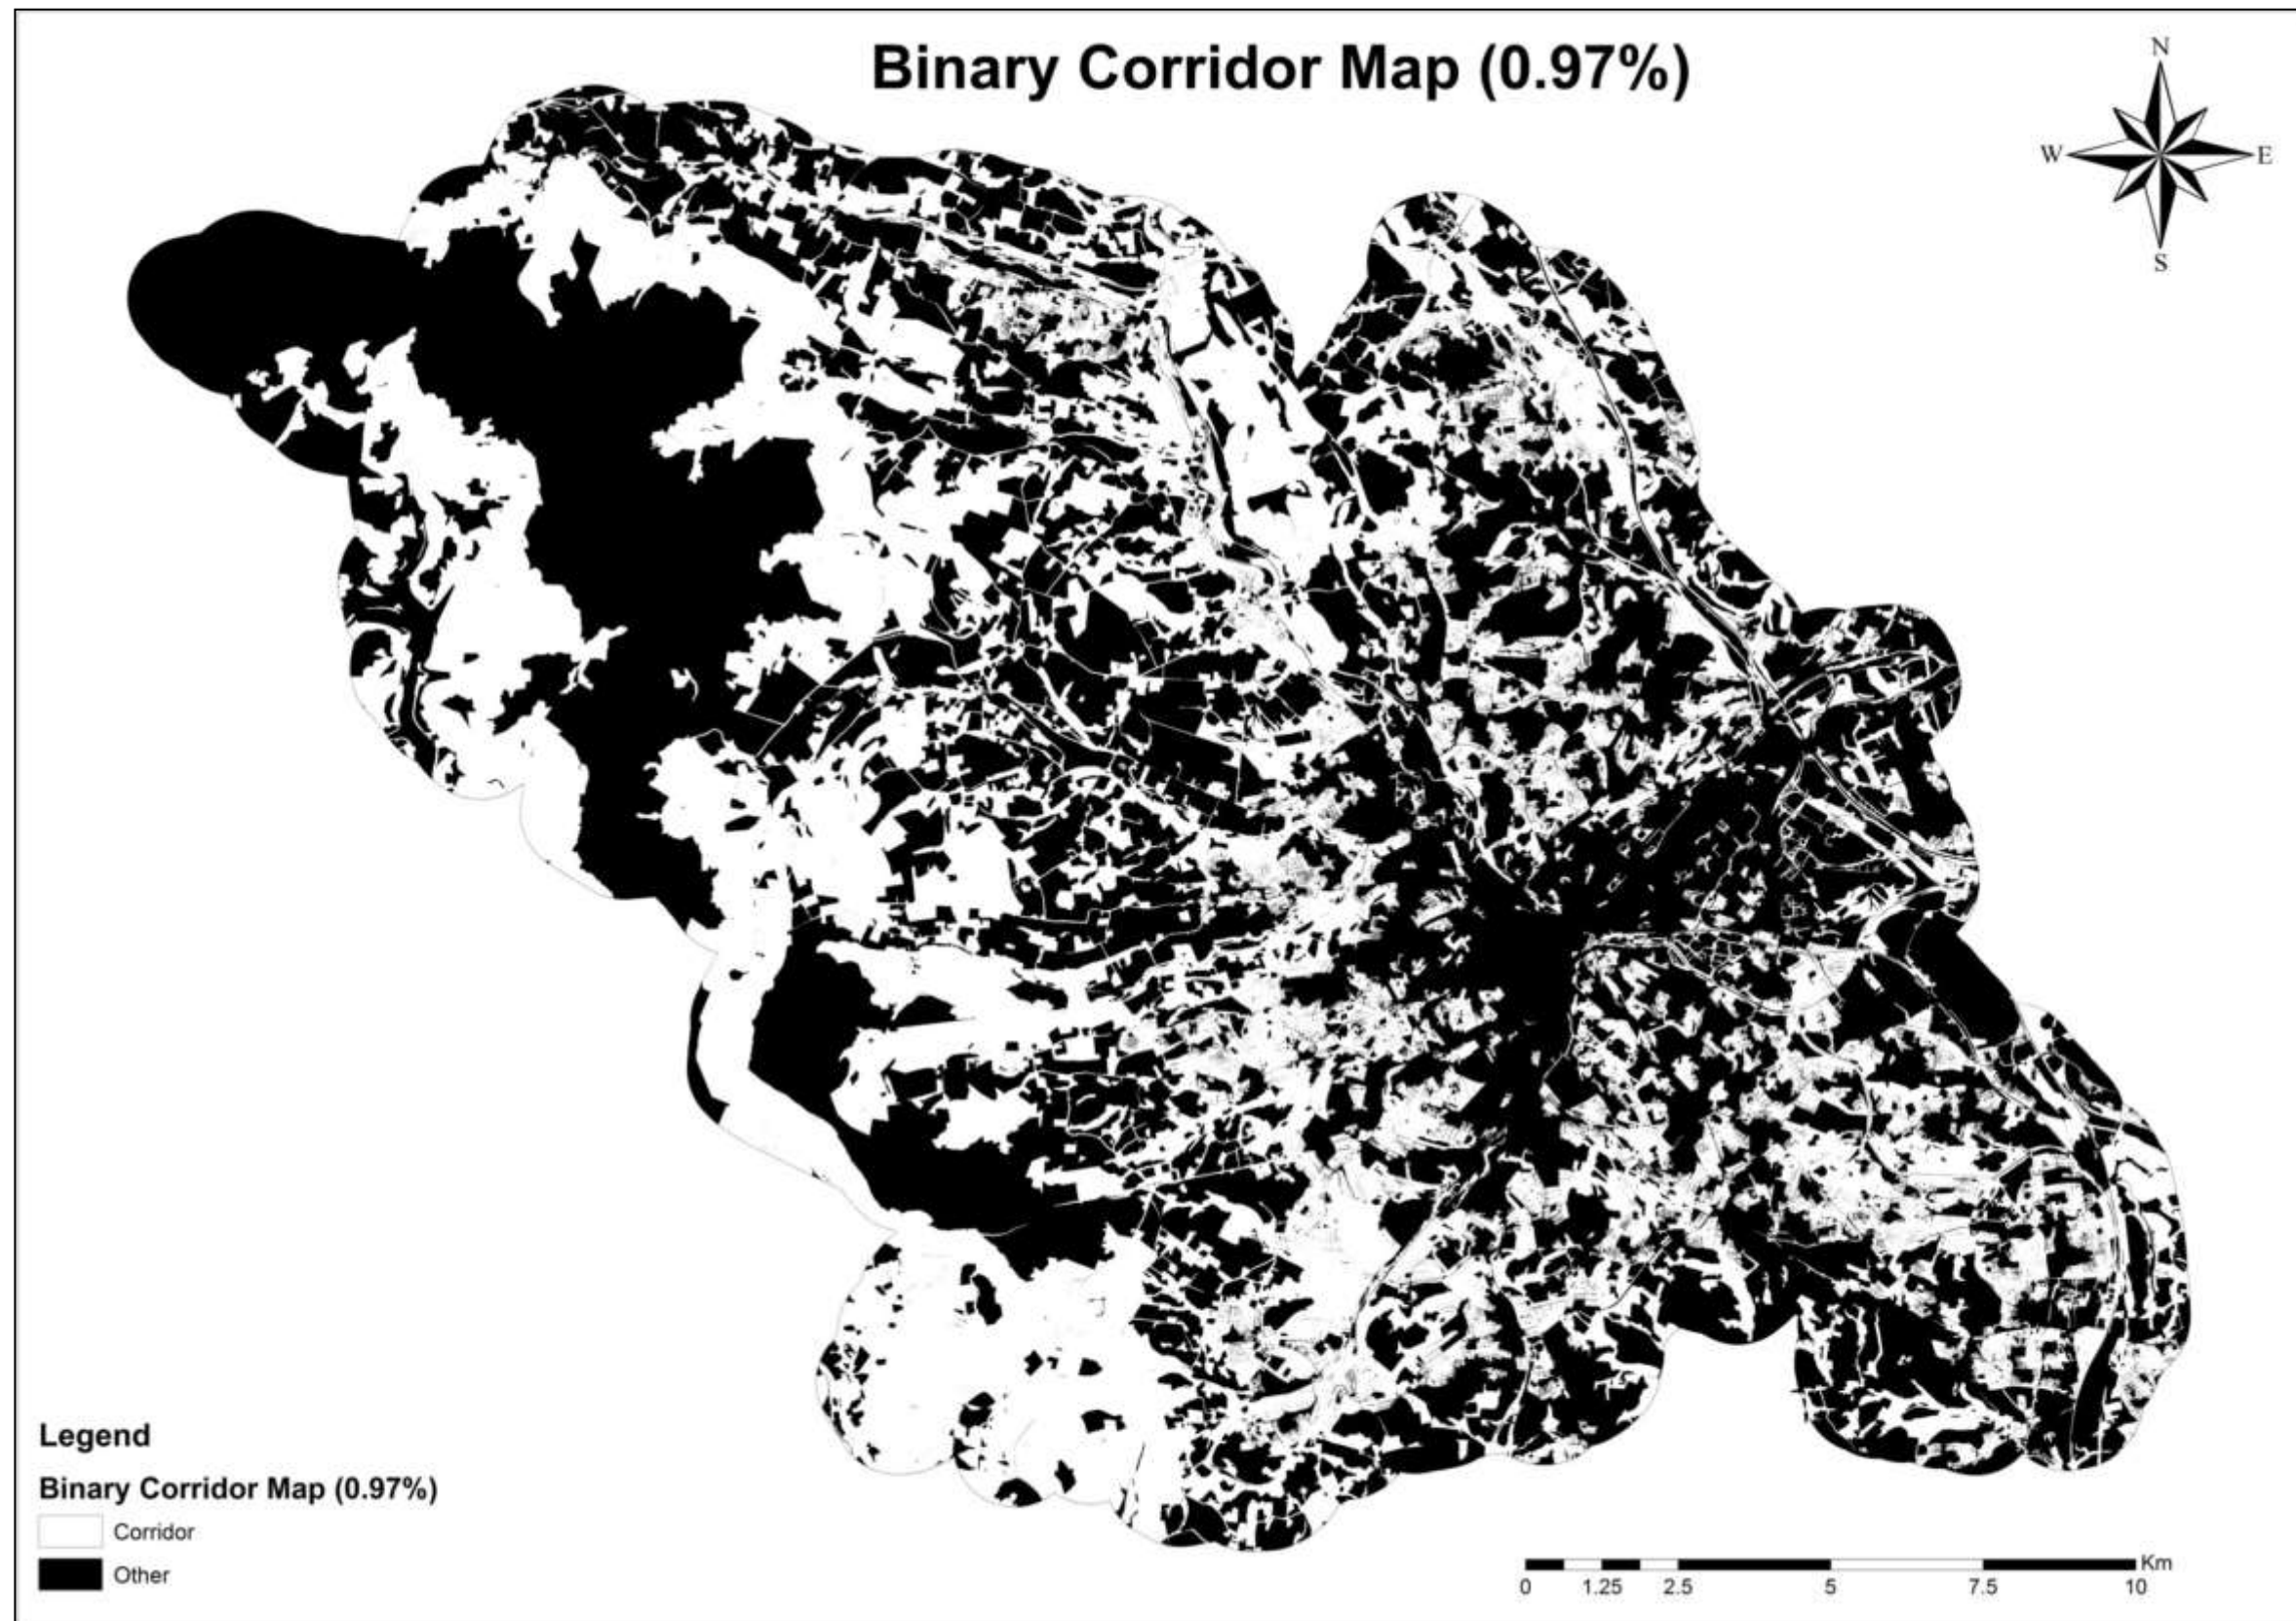 Binary Corridor Map (0.97%)
N
W
E
S
Legend
Binary Corridor Map (0.97%)
Corridor
Other
Km
0 1.25 2.5 5 7.5 10